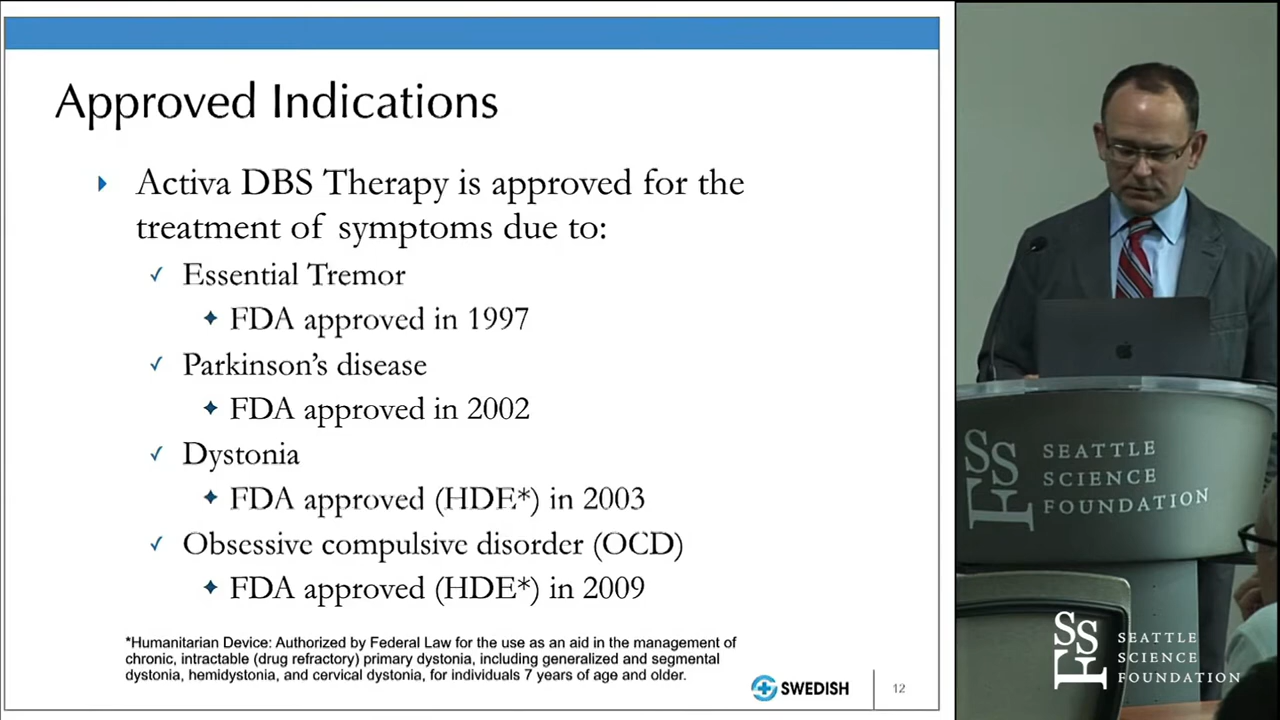 Approved Indications
Activa DBS Therapy is approved for the
treatment of symptoms due to:
Essential Tremor
FDA approved in 1997
Parkinson's disease
FDA approved in 2002
Dystonia
FDA approved (HDE*) in 2003
Obsessive compulsive disorder (OCD)
FDA approved (HDE*) in 2009
*Humanitarian Device: Authorized by Federal Law for the use as an aid in the management of
chronic, intractable (drug refractory) primary dystonia, including generalized and segmental
dystonia, hemidystonia, and cervical dystonia, for individuals 7 years of age and older.
SWEDISH
12
SSF
SEATTLE
SCIENCE
FOUNDATION
SSF
SEATTLE
SCIENCE
FOUNDATION